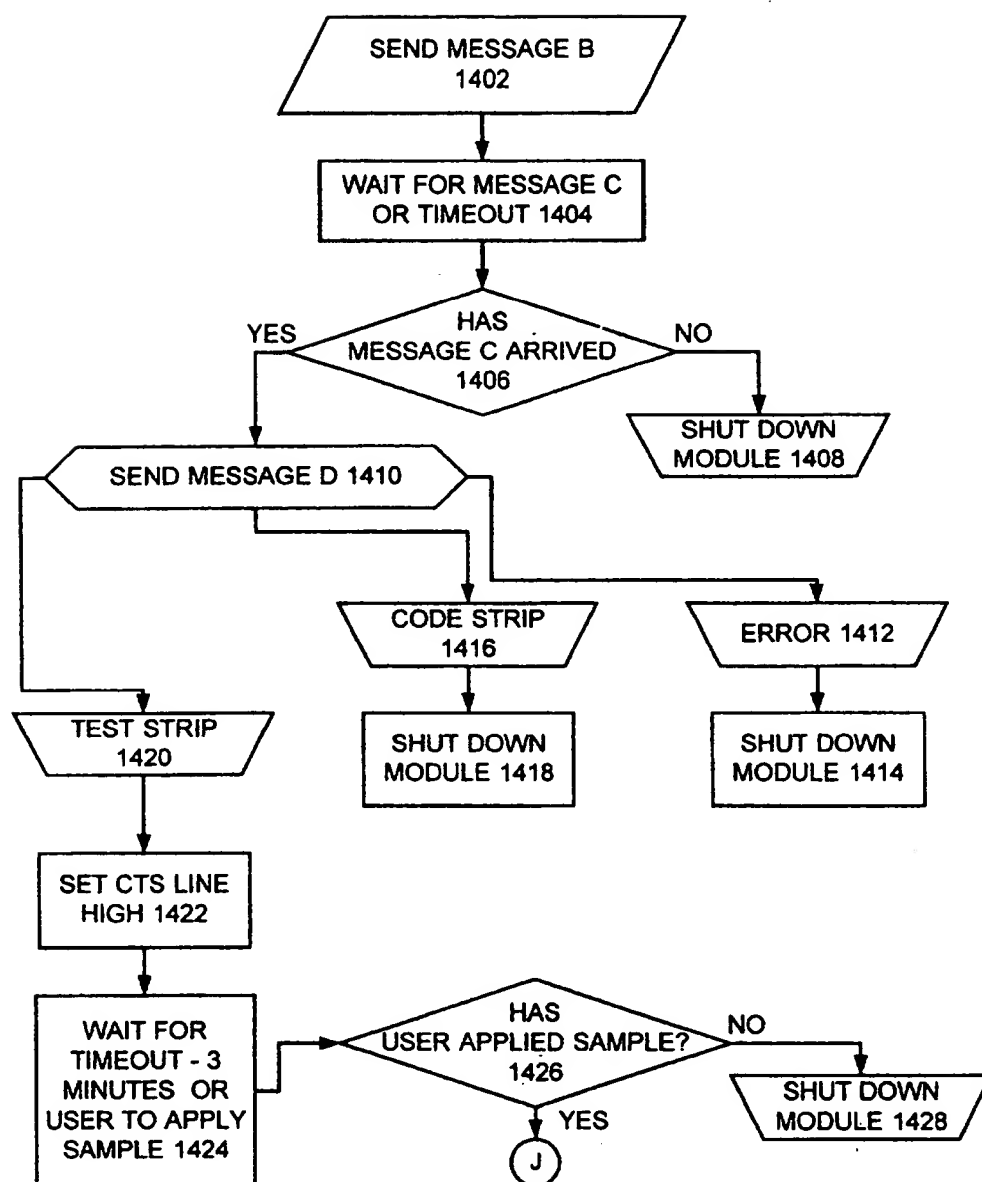 SEND MESSAGE B
1402
WAIT FOR MESSAGE C
OR TIMEOUT 1404
HAS
MESSAGE C ARRIVED
1406
YES
NO
SHUT DOWN
MODULE 1408
SEND MESSAGE D 1410
CODE STRIP
1416
ERROR 1412
SHUT DOWN
MODULE 1418
SHUT DOWN
MODULE 1414
TEST STRIP
1420
SET CTS LINE
HIGH 1422
WAIT FOR
TIMEOUT - 3
MINUTES OR
USER TO APPLY
SAMPLE 1424
HAS
USER APPLIED SAMPLE?
1426
NO
YES
SHUT DOWN
MODULE 1428
J